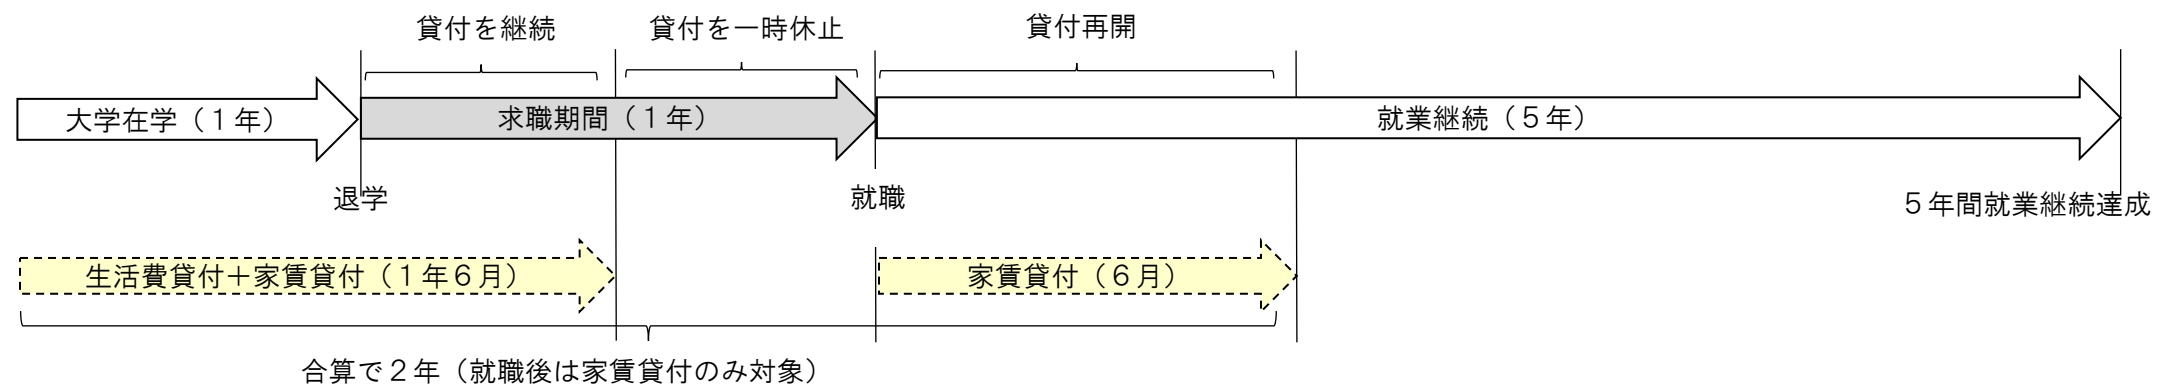 貸付を継続
貸付を一時休止
貸付再開
大学在学（１年）
求職期間（１年）
就業継続（５年）
退学
就職
５年間就業継続達成
生活費貸付＋家賃貸付（１年６月）
家賃貸付（６月）
合算で２年（就職後は家賃貸付のみ対象）